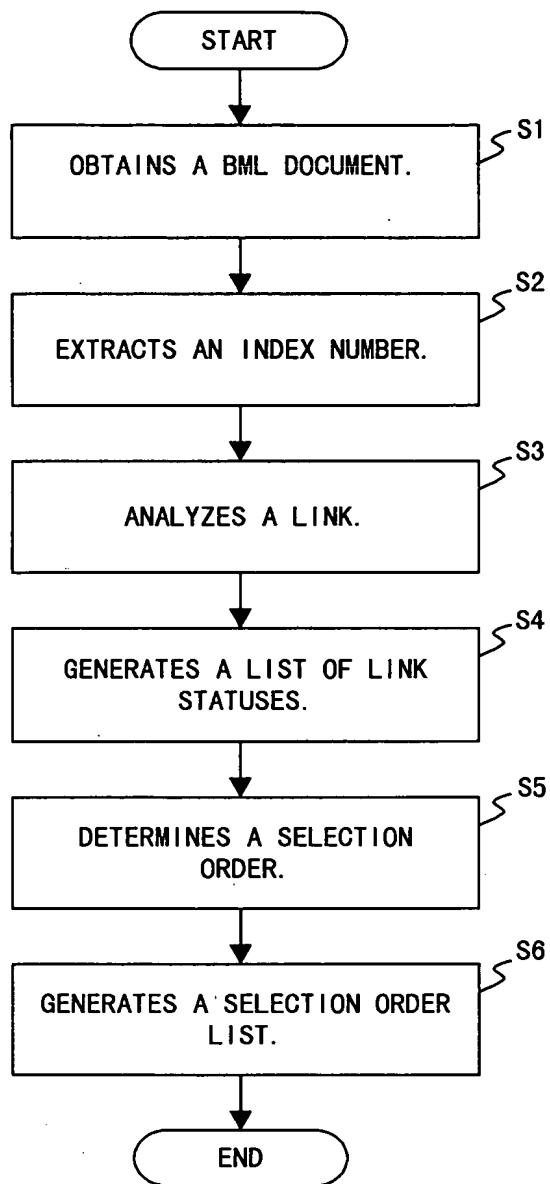 START
S1
OBTAINS A BML DOCUMENT.
S2
EXTRACTS AN INDEX NUMBER.
S3
ANALYZES A LINK.
S4
GENERATES A LIST OF LINK
STATUSES.
S5
DETERMINES A SELECTION
ORDER.
S6
GENERATES A SELECTION ORDER
LIST.
END